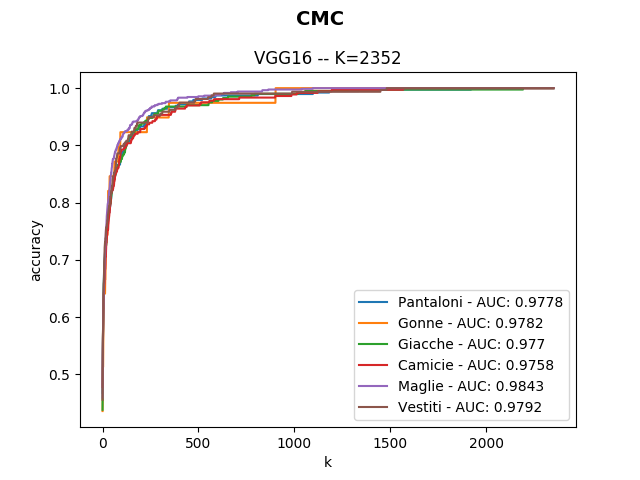 CMC
VGG16 -- K=2352
accuracy
1.0
0.9
0.8
0.7
0.6
0.5
Pantaloni - AUC: 0.9778
Gonne - AUC: 0.9782
Giacche - AUC: 0.977
Camicie - AUC: 0.9758
Maglie - AUC: 0.9843
Vestiti - AUC: 0.9792
0 500 1000 1500 2000
k